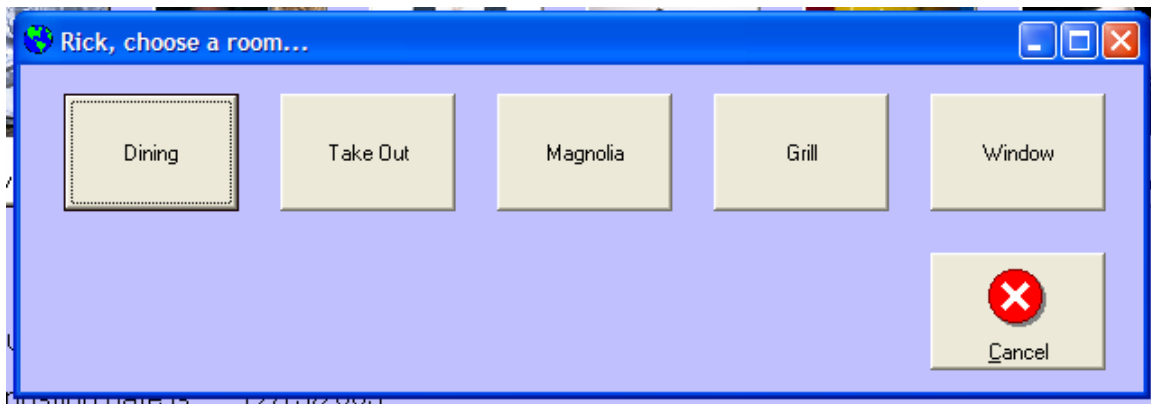 Rick, choose a room...
Dining
Take Out
Magnolia
Grill
Window
Cancel